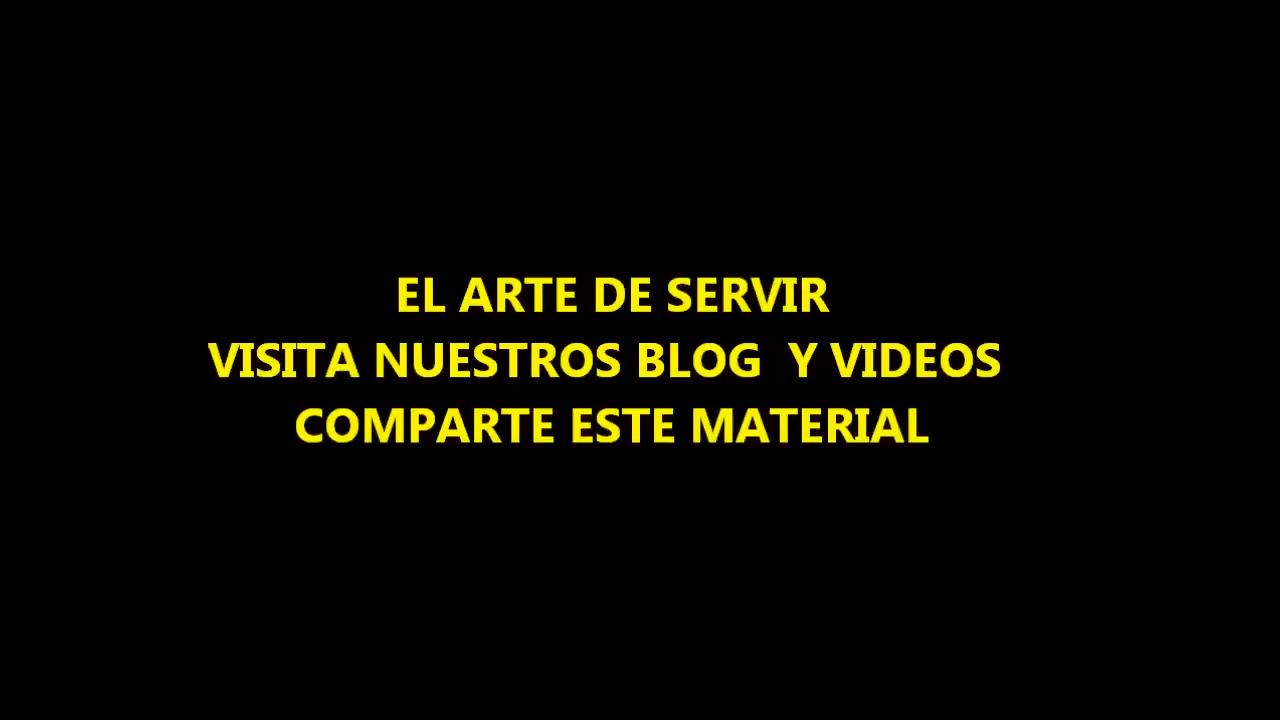 EL ARTE DE SERVIR
VISITA NUESTROS BLOG  Y VIDEOS
COMPARTE ESTE MATERIAL